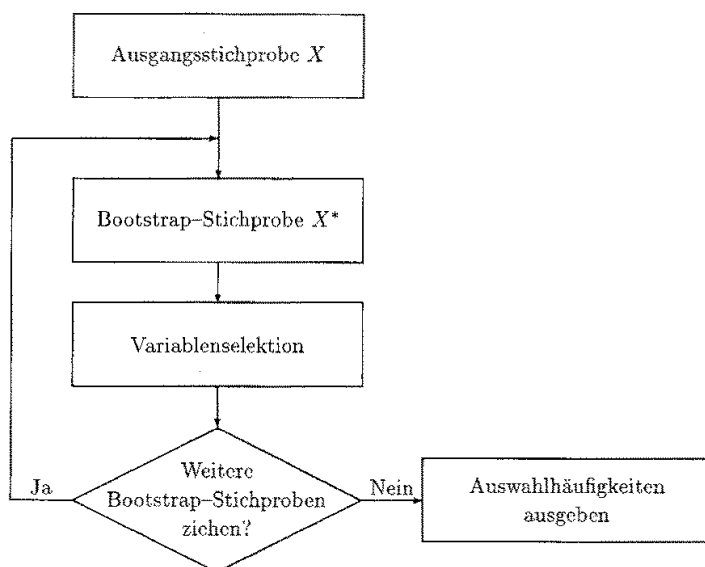 Ausgangsstichprobe X
Bootstrap–Stichprobe X*
Variablenselektion
Weitere
Bootstrap–Stichproben
ziehen?
Ja
Nein
Auswahlhäufigkeiten
ausgeben